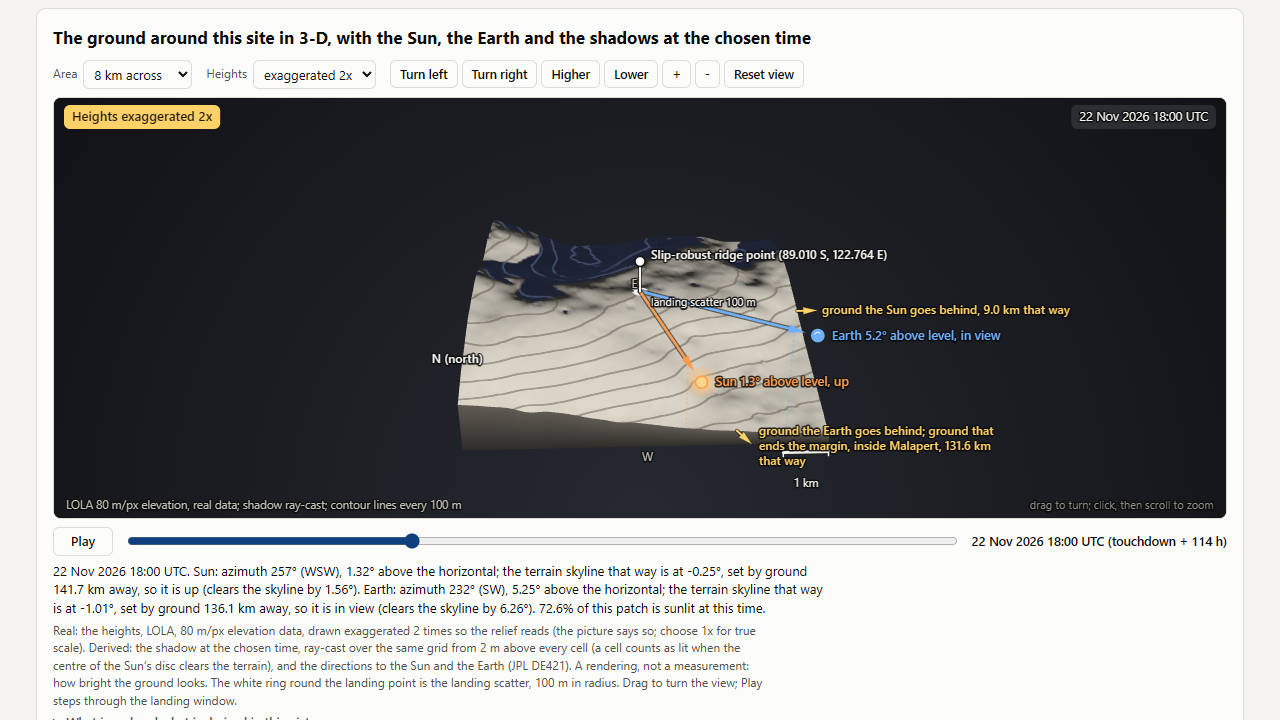 The ground around this site in 3-D, with the Sun, the Earth and the shadows at the chosen time
Area 8 km across Heights exaggerated 2x Turn left Turn right Higher Lower + - Reset view
Heights exaggerated 2x
22 Nov 2026 18:00 UTC
Slip-robust ridge point (89.010 S, 122.764 E)
E
landing scatter 100 m
ground the Sun goes behind, 9.0 km that way
Earth 5.2° above level, in view
N (north)
Sun 1.3° above level, up
ground the Earth goes behind; ground that
ends the margin, inside Malapert, 131.6 km
that way
W
1 km
LOLA 80 m/px elevation, real data; shadow ray-cast; contour lines every 100 m
drag to turn; click, then scroll to zoom
Play
22 Nov 2026 18:00 UTC (touchdown + 114 h)
22 Nov 2026 18:00 UTC. Sun: azimuth 257° (WSW), 1.32° above the horizontal; the terrain skyline that way is at -0.25°, set by ground
141.7 km away, so it is up (clears the skyline by 1.56°). Earth: azimuth 232° (SW), 5.25° above the horizontal; the terrain skyline that way
is at -1.01°, set by ground 136.1 km away, so it is in view (clears the skyline by 6.26°). 72.6% of this patch is sunlit at this time.
Real: the heights, LOLA, 80 m/px elevation data, drawn exaggerated 2 times so the relief reads (the picture says so; choose 1x for true
scale). Derived: the shadow at the chosen time, ray-cast over the same grid from 2 m above every cell (a cell counts as lit when the
centre of the Sun's disc clears the terrain), and the directions to the Sun and the Earth (JPL DE421). A rendering, not a measurement:
how bright the ground looks. The white ring round the landing point is the landing scatter, 100 m in radius. Drag to turn the view; Play
steps through the landing window.